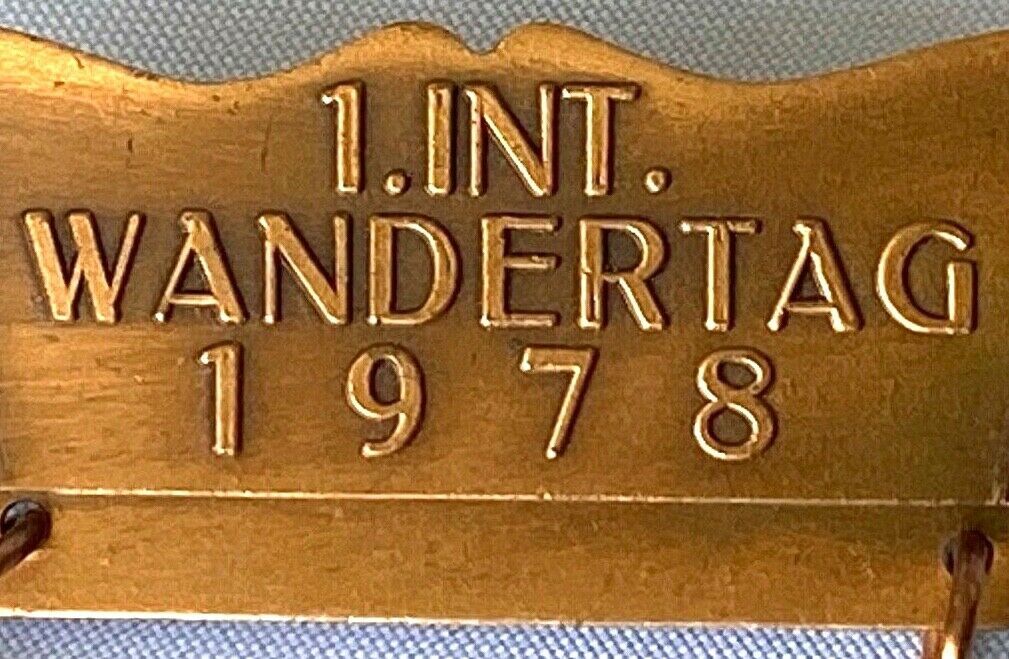 1.INT.
WANDERTAG
1978